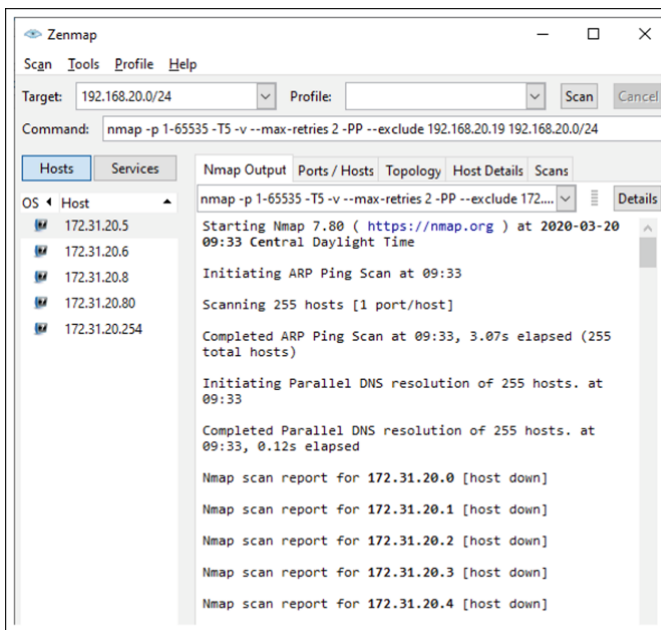 Zenmap
Scan Tools Profile Help
Target: 192.168.20.0/24 Profile: Scan Cancel
Command: nmap -p 1-65535 -T5 -v --max-retries 2 -PP --exclude 192.168.20.19 192.168.20.0/24
Hosts Services
Nmap Output Ports / Hosts Topology Host Details Scans
OS Host
nmap -p 1-65535 -T5 -v --max-retries 2 -PP --exclude 172.... Details
172.31.20.5
172.31.20.6
172.31.20.8
172.31.20.80
172.31.20.254
Starting Nmap 7.80 ( https://nmap.org ) at 2020-03-20
09:33 Central Daylight Time
Initiating ARP Ping Scan at 09:33
Scanning 255 hosts [1 port/host]
Completed ARP Ping Scan at 09:33, 3.07s elapsed (255
total hosts)
Initiating Parallel DNS resolution of 255 hosts. at
09:33
Completed Parallel DNS resolution of 255 hosts. at
09:33, 0.12s elapsed
Nmap scan report for 172.31.20.0 [host down]
Nmap scan report for 172.31.20.1 [host down]
Nmap scan report for 172.31.20.2 [host down]
Nmap scan report for 172.31.20.3 [host down]
Nmap scan report for 172.31.20.4 [host down]